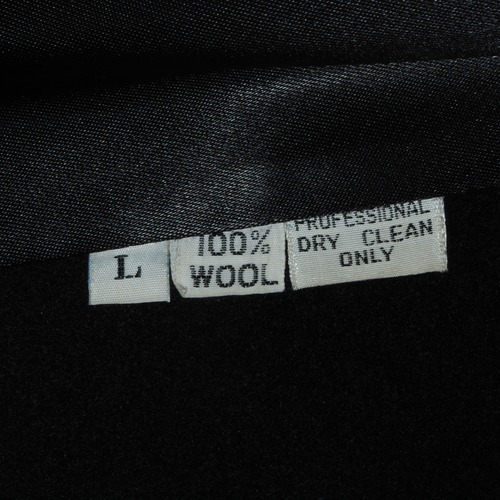 L
100%
WOOL
PROFESSIONAL
DRY CLEAN
ONLY